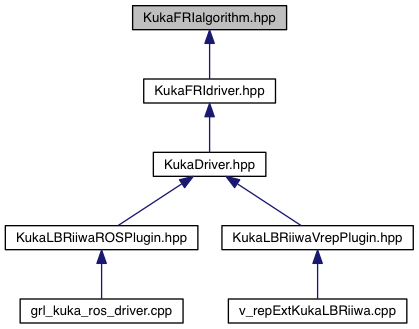 KukaFRIalgorithm.hpp
KukaFRIdriver.hpp
KukaDriver.hpp
KukaLBRiiwaROSPlugin.hpp
KukaLBRiiwaVrepPlugin.hpp
grl_kuka_ros_driver.cpp
v_repExtKukaLBRiiwa.cpp